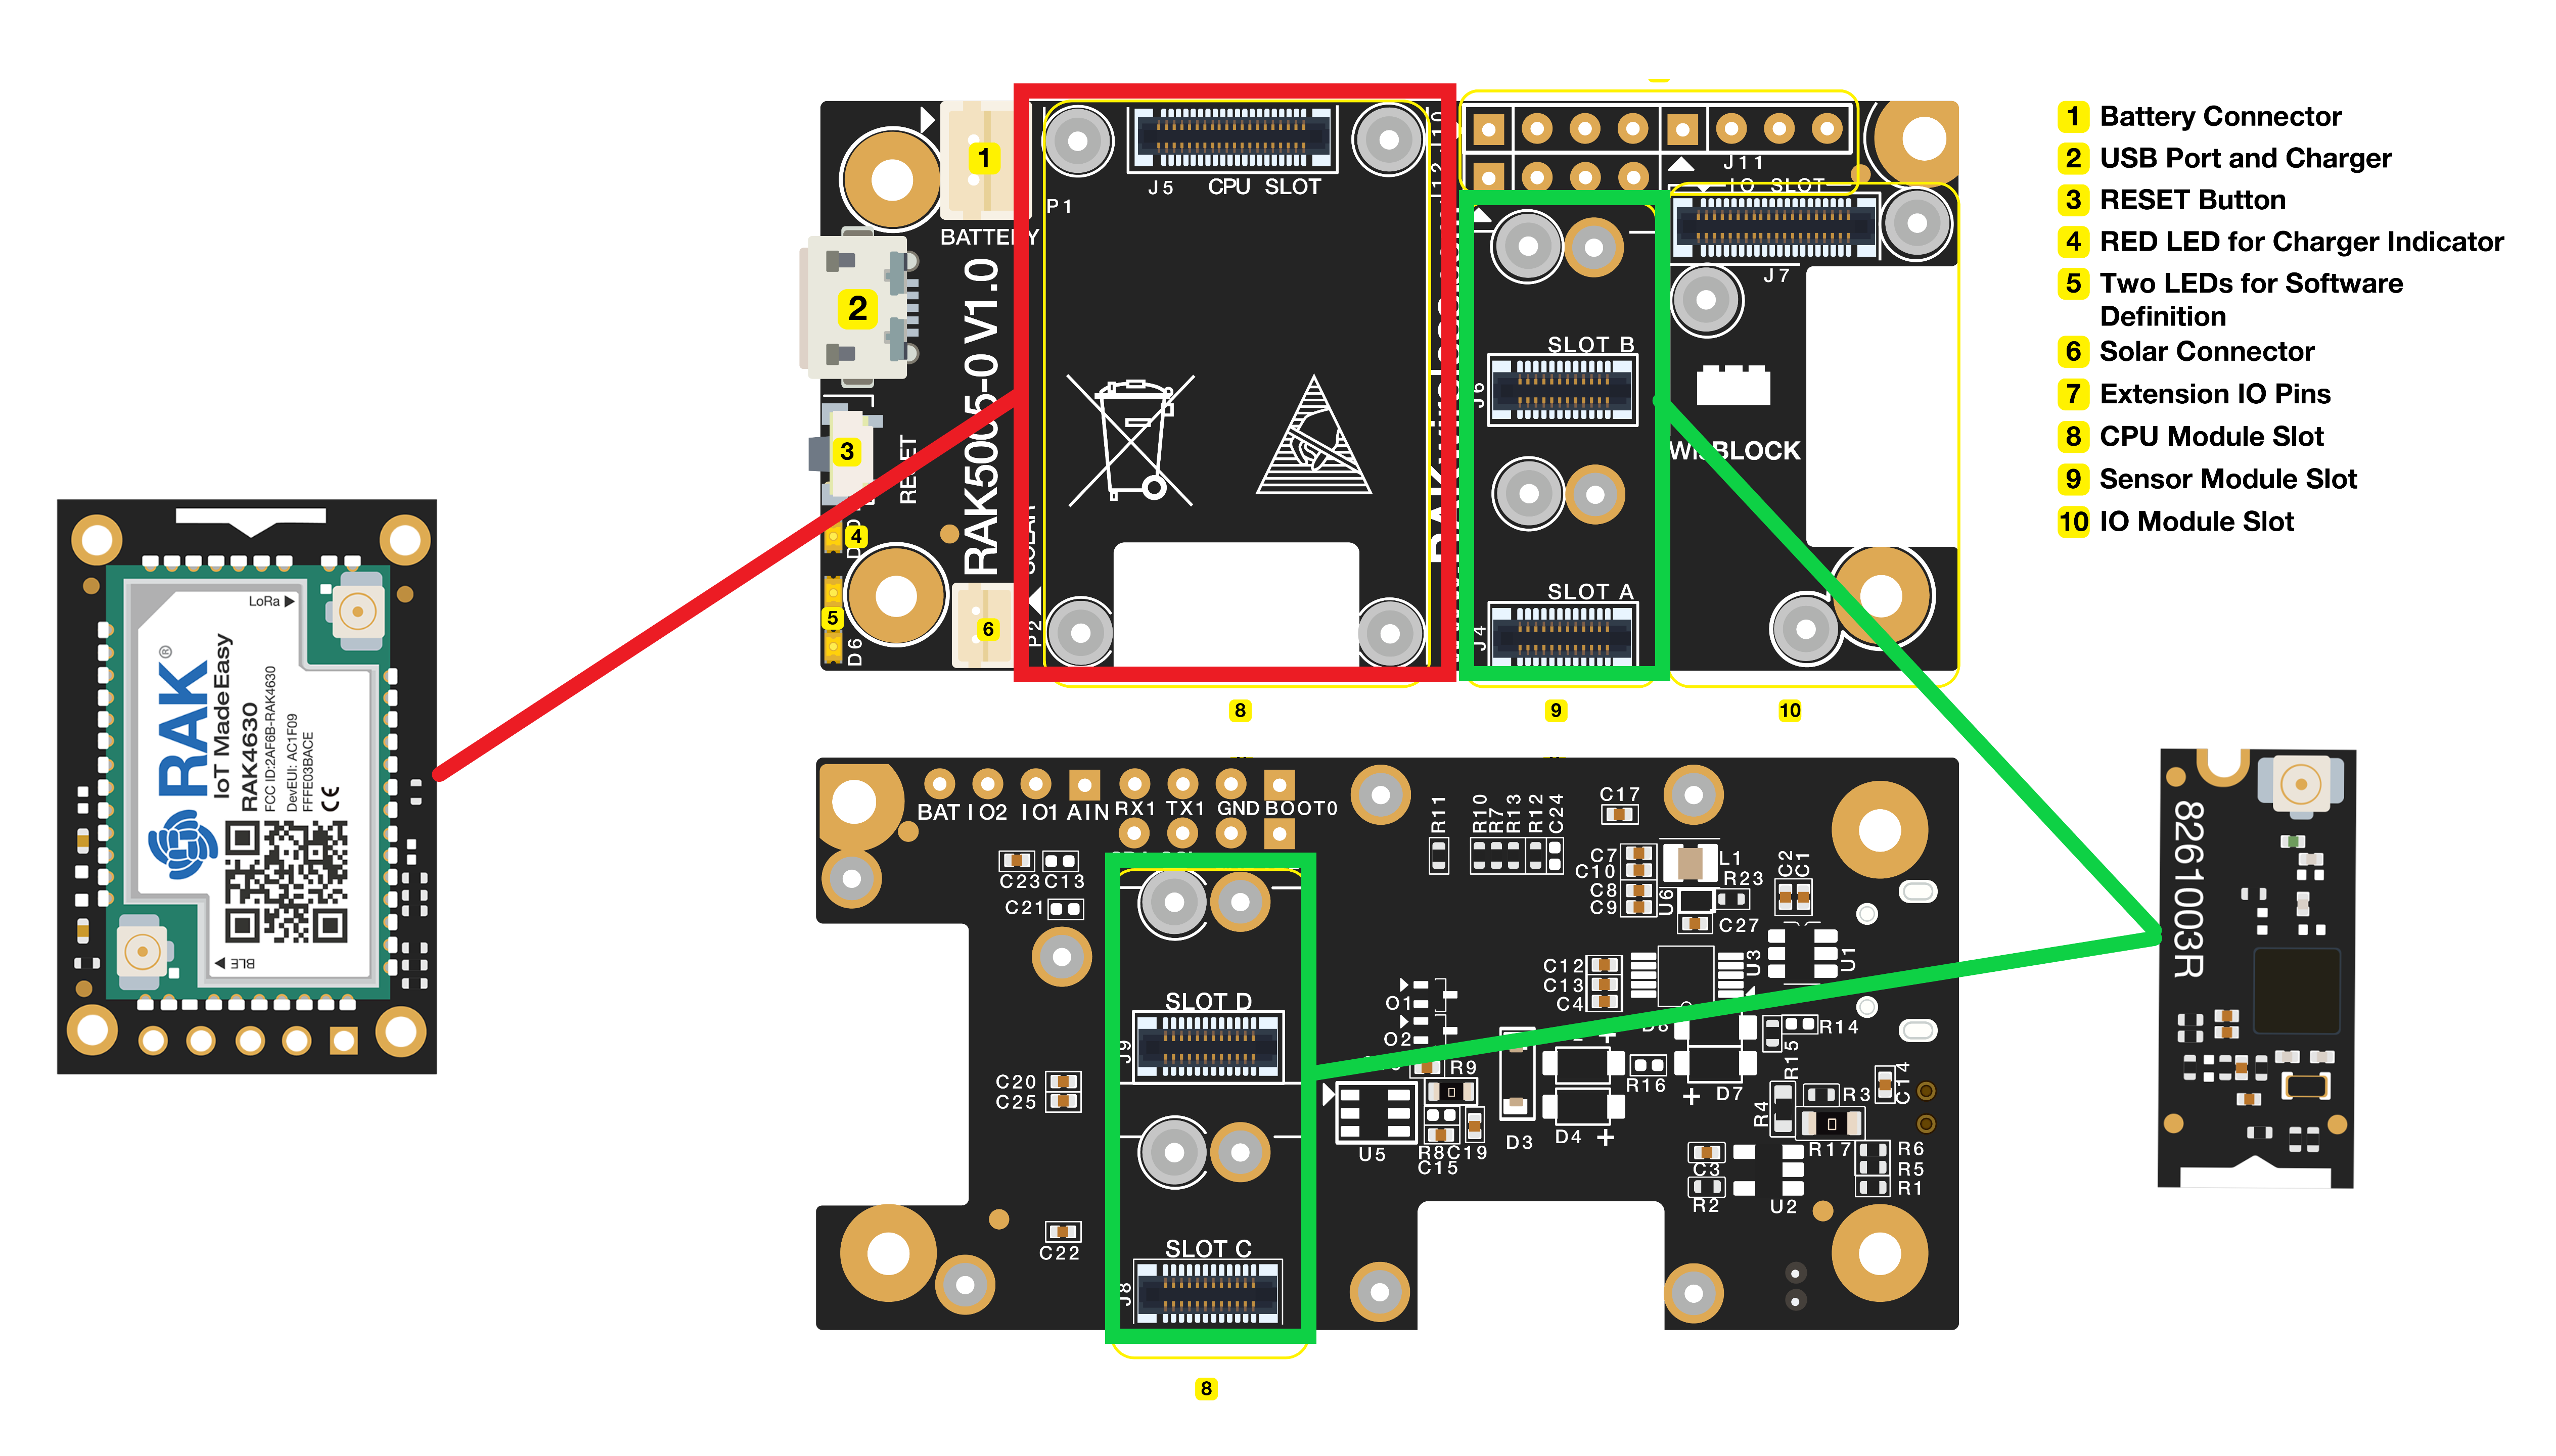 1 Battery Connector
2 USB Port and Charger
3 RESET Button
4 RED LED for Charger Indicator
5 Two LEDs for Software
Definition
6 Solar Connector
7 Extension IO Pins
8 CPU Module Slot
9 Sensor Module Slot
10 IO Module Slot
1
BATTERY
2
3
RESET
4
5
D6
6
RAK5005-0 V1.0
P1
P2
SOLAR
J5 CPU SLOT
J12
J10
J11
IO SLOT
J7
SLOT B
J6
SLOT A
J4
WISBLOCK
8
9
10
LoRa
RAK®
IoT Made Easy
RAK4630
FCC ID:2AF6B-RAK4630
DevEUI: AC1F09
FFFE03BACE
CE
BLE
BAT IO2 IO1 AIN RX1 TX1 GND BOOT0
C23 C13
C21
SLOT D
J9
C20
C25
C22
SLOT C
J8
8
R11
R10
R7
R13
R12
C24
C17
C7
C10
C8
C9
L1
R23
U6
C27
C2
C1
C12
C13
C4
U3
U1
O1
O2
D8
R14
R15
R9
R16
D7
C14
R4
R3
R17
U5
R8 C19
C15
D3
D4
C3
R2
U2
R6
R5
R1
8261003R